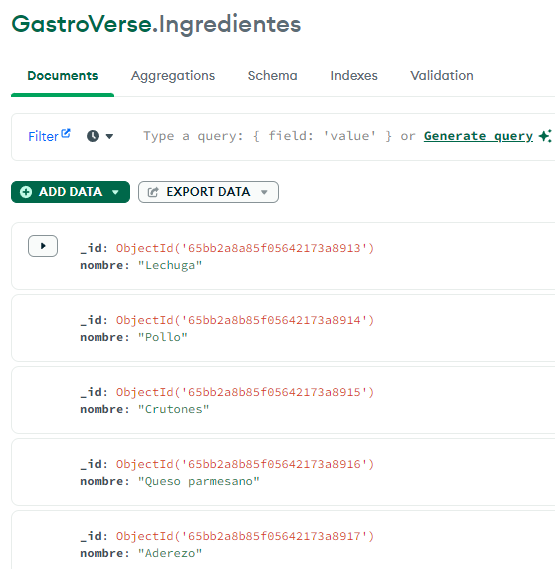 GastroVerse.Ingredientes
Documents Aggregations Schema Indexes Validation
Filter Type a query: { field: 'value' } or Generate query
ADD DATA EXPORT DATA
_id: ObjectId('65bb2a8a85f05642173a8913')
nombre: "Lechuga"
_id: ObjectId('65bb2a8b85f05642173a8914')
nombre: "Pollo"
_id: ObjectId('65bb2a8b85f05642173a8915')
nombre: "Crutones"
_id: ObjectId('65bb2a8b85f05642173a8916')
nombre: "Queso parmesano"
_id: ObjectId('65bb2a8b85f05642173a8917')
nombre: "Aderezo"